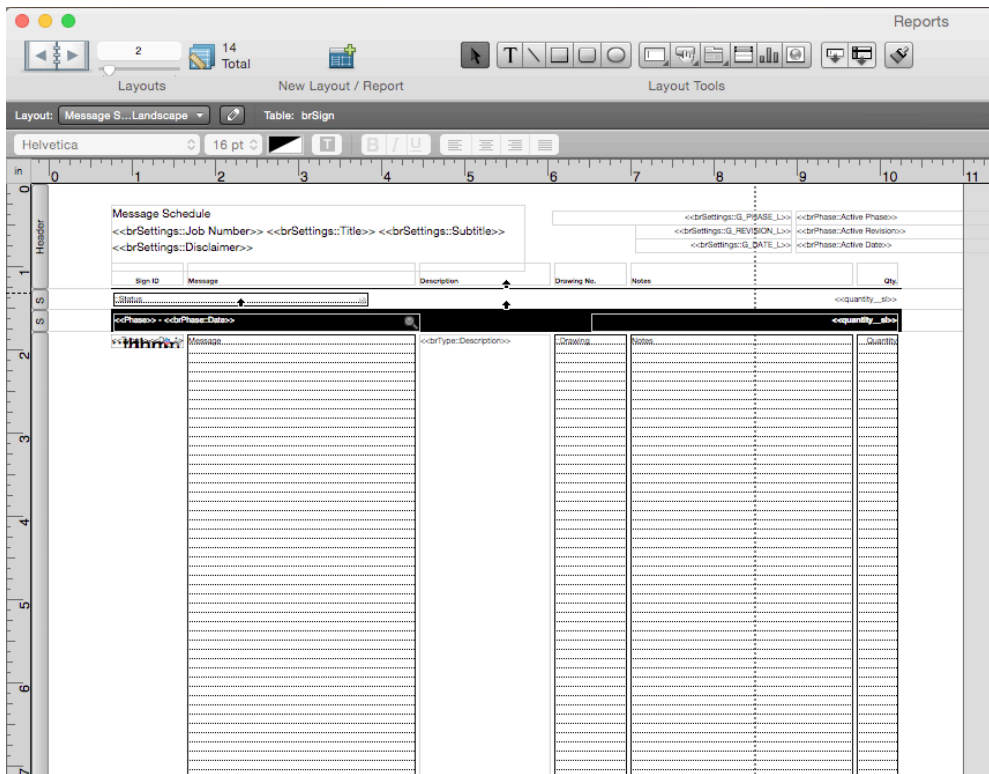 Reports
2
14
Total
Layouts
New Layout / Report
Layout Tools
Layout: Message S...Landscape
Table: brSign
Helvetica
16 pt
B I U
in
0 1 2 3 4 5 6 7 8 9 10 11
0
Header
Message Schedule
<<brSettings::Job Number>> <<brSettings::Title>> <<brSettings::Subtitle>>
<<brSettings::Disclaimer>>
<<brSettings::G_PHASE_L>> <<brPhase::Active Phase>>
<<brSettings::G_REVISION_L>> <<brPhase::Active Revision>>
<<brSettings::G_DATE_L>> <<brPhase::Active Date>>
1
Sign ID Message Description Drawing No. Notes Qty.
S
::Status
<<quantity__sl>>
S
<<Phase>> - <<brPhase::Date>>
<<quantity__sl>>
Message <<brType::Description>> ::Drawing Notes Quantity
2
3
4
5
6
7